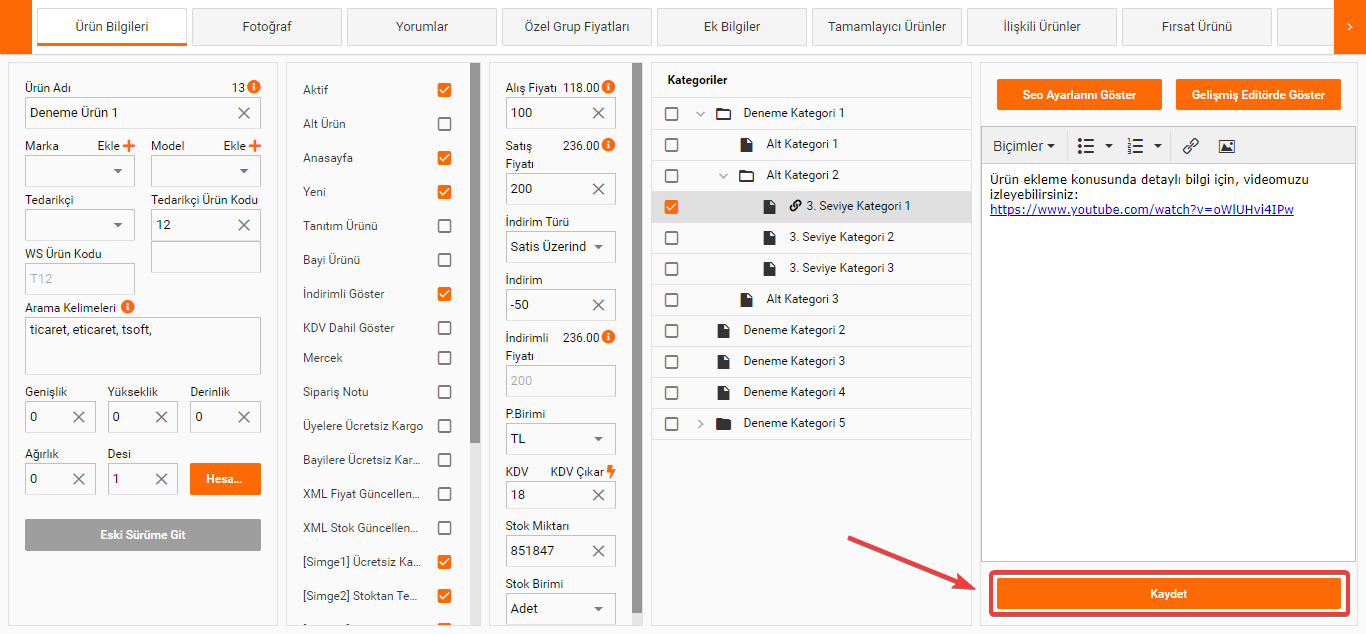 Ürün Bilgileri
Fotoğraf
Yorumlar
Özel Grup Fiyatları
Ek Bilgiler
Tamamlayıcı Ürünler
İlişkili Ürünler
Fırsat Ürünü
Ürün Adı 13
Deneme Ürün 1
Marka Ekle
Model Ekle
Tedarikçi
Tedarikçi Ürün Kodu
12
WS Ürün Kodu
T12
Arama Kelimeleri
ticaret, eticaret, tsoft,
Genişlik Yükseklik Derinlik
0 0 0
Ağırlık Desi
0 1 Hesa...
Eski Sürüme Git
Aktif
Alt Ürün
Anasayfa
Yeni
Tanıtım Ürünü
Bayi Ürünü
İndirimli Göster
KDV Dahil Göster
Mercek
Sipariş Notu
Üyelere Ücretsiz Kargo
Bayilere Ücretsiz Kar...
XML Fiyat Güncellen...
XML Stok Güncellen...
[Simge1] Ücretsiz Ka...
[Simge2] Stoktan Te...
Alış Fiyatı 118.00
100
Satış Fiyatı 236.00
200
İndirim Türü
Satis Üzerind
İndirim
-50
İndirimli Fiyatı 236.00
200
P.Birimi
TL
KDV KDV Çıkar
18
Stok Miktarı
851847
Stok Birimi
Adet
Kategoriler
Deneme Kategori 1
Alt Kategori 1
Alt Kategori 2
3. Seviye Kategori 1
3. Seviye Kategori 2
3. Seviye Kategori 3
Alt Kategori 3
Deneme Kategori 2
Deneme Kategori 3
Deneme Kategori 4
Deneme Kategori 5
Seo Ayarlarını Göster
Gelişmiş Editörde Göster
Biçimler
Ürün ekleme konusunda detaylı bilgi için, videomuzu
izleyebilirsiniz:
https://www.youtube.com/watch?v=oWlUHvi4IPw
Kaydet